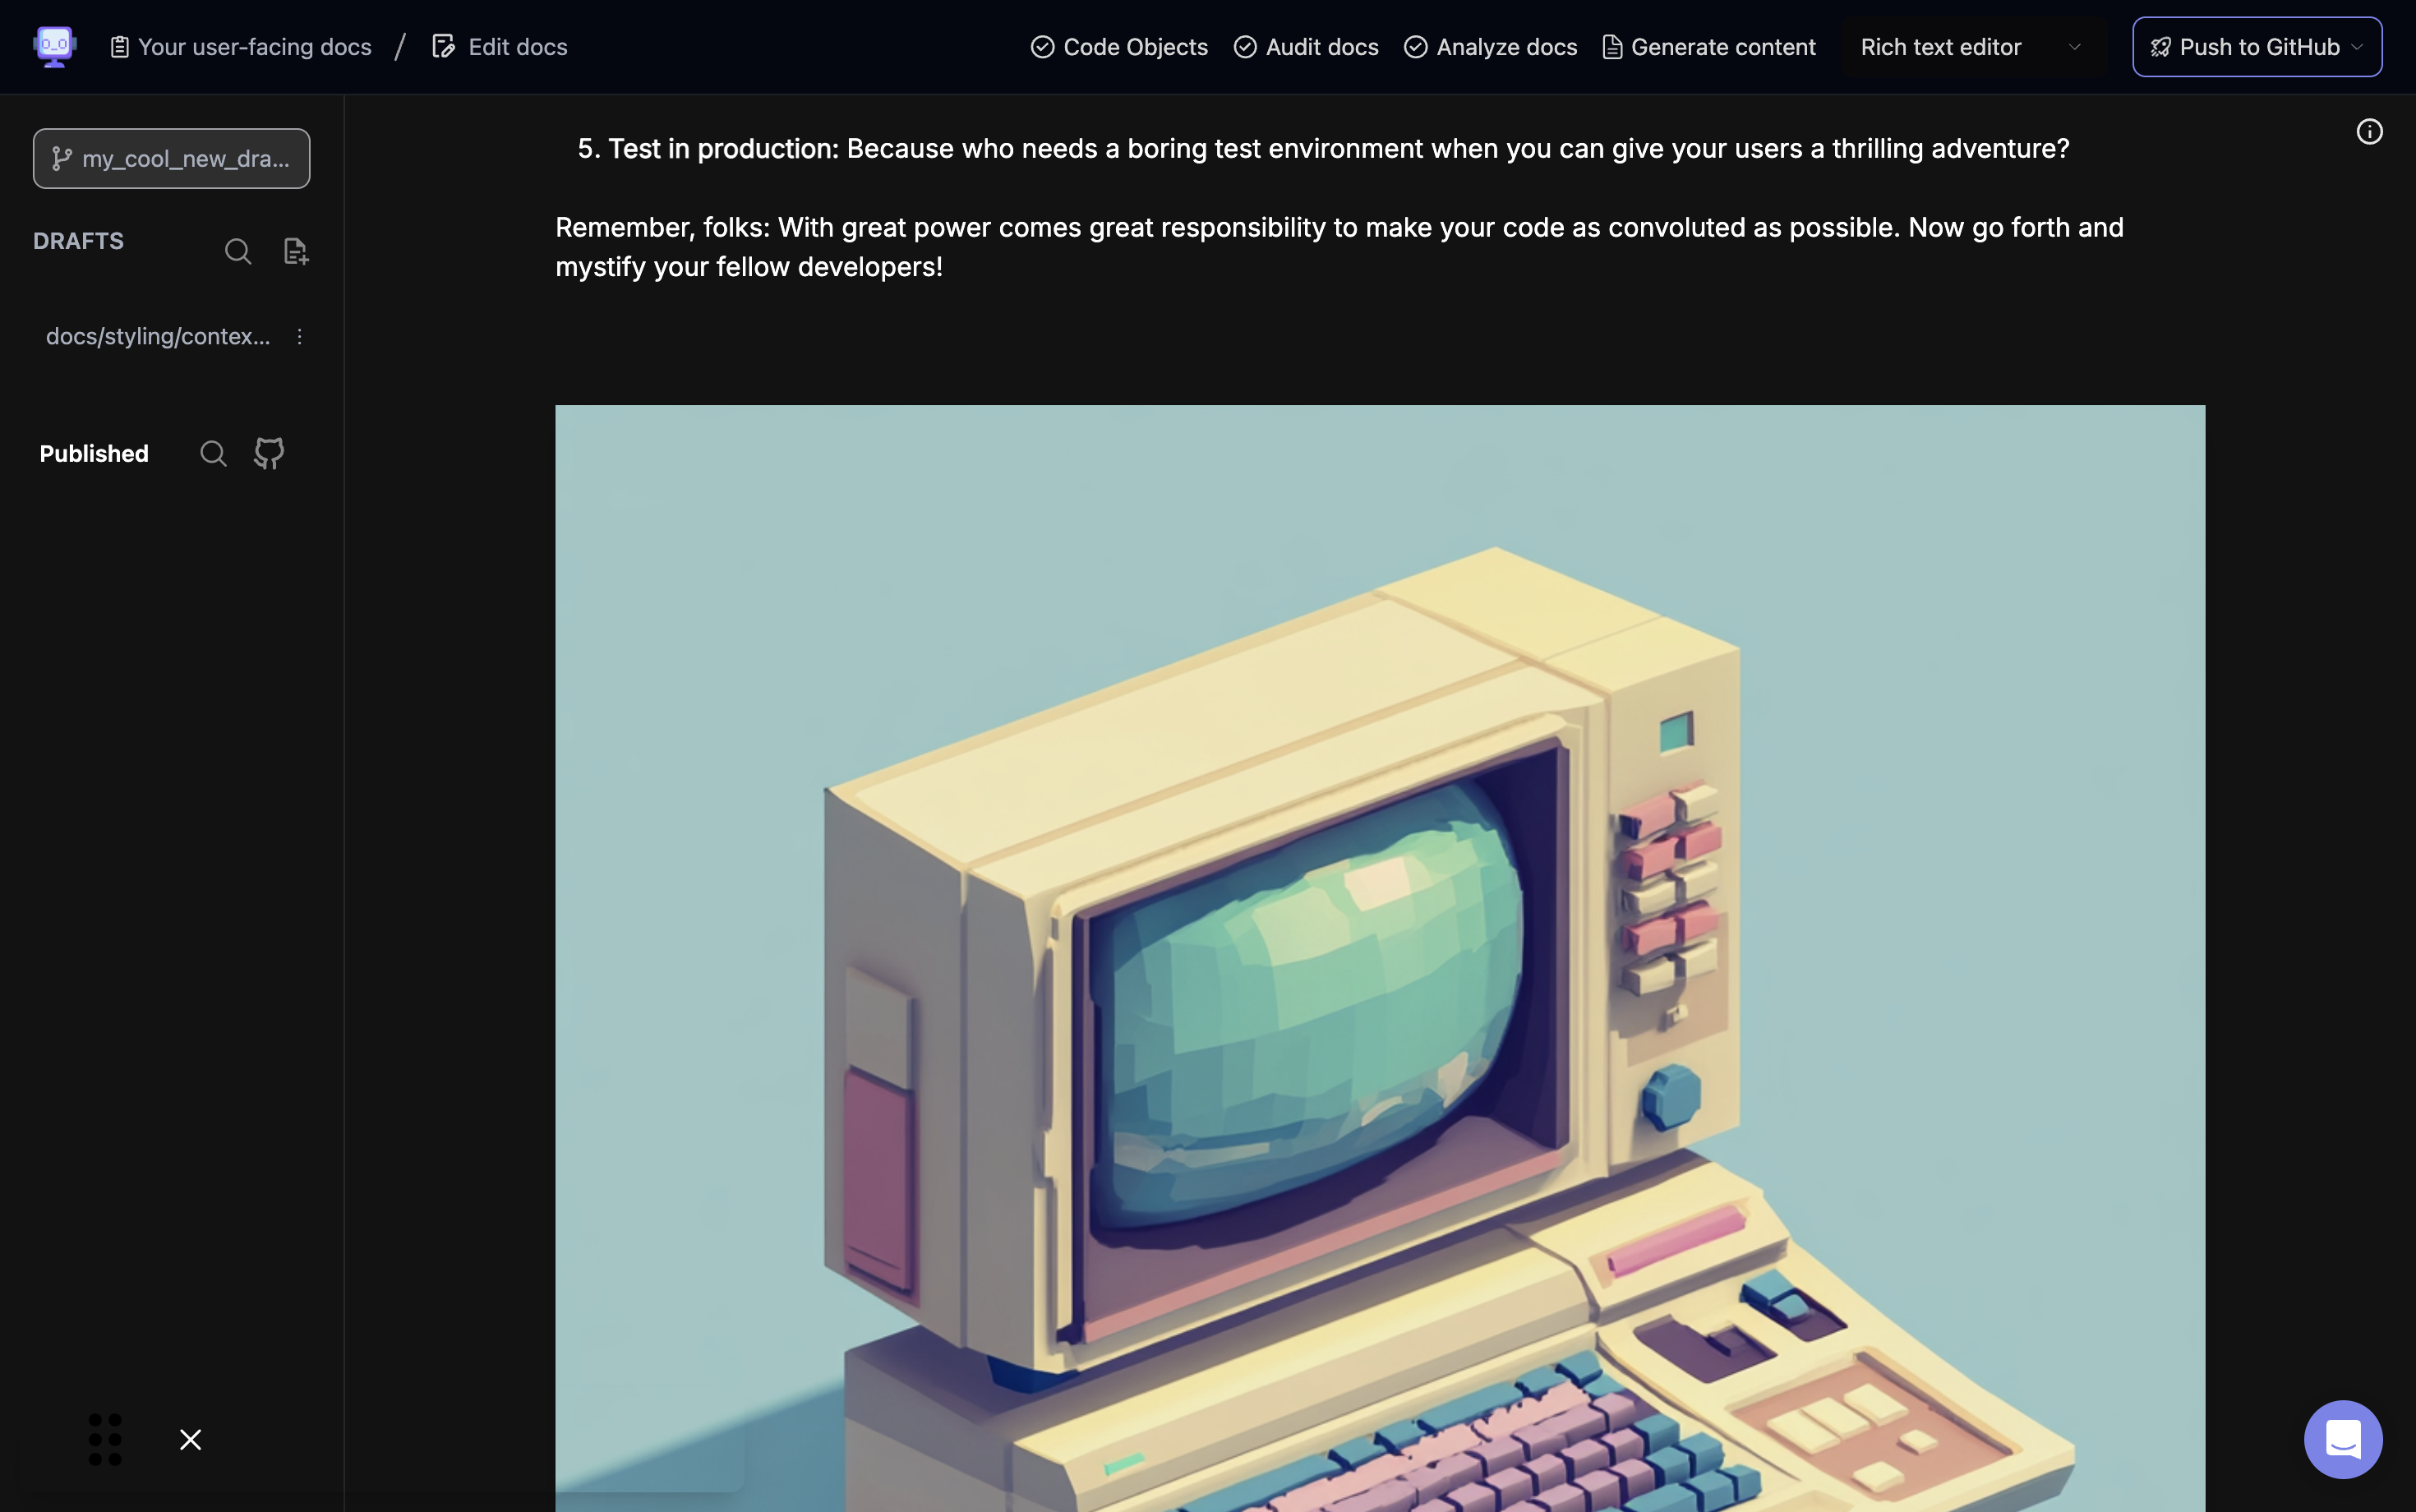 Your user-facing docs / Edit docs
Code Objects
Audit docs
Analyze docs
Generate content
Rich text editor
Push to GitHub
my_cool_new_dra...
DRAFTS
docs/styling/contex...
Published
5. Test in production: Because who needs a boring test environment when you can give your users a thrilling adventure?
Remember, folks: With great power comes great responsibility to make your code as convoluted as possible. Now go forth and
mystify your fellow developers!